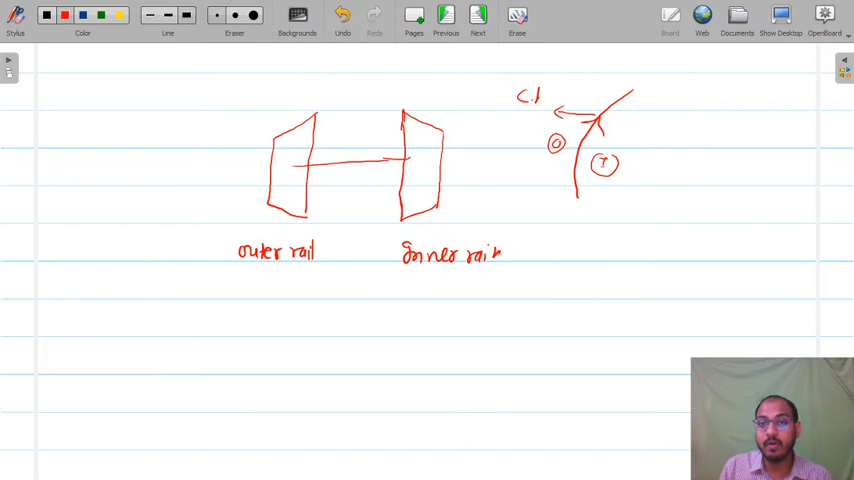 Stylus
Color
Line
Eraser
Backgrounds
Undo
Redo
Pages
Previous
Next
Erase
Board
Web
Documents
Show Desktop
OpenBoard
C.f
O
I
outer rail
Inner rail